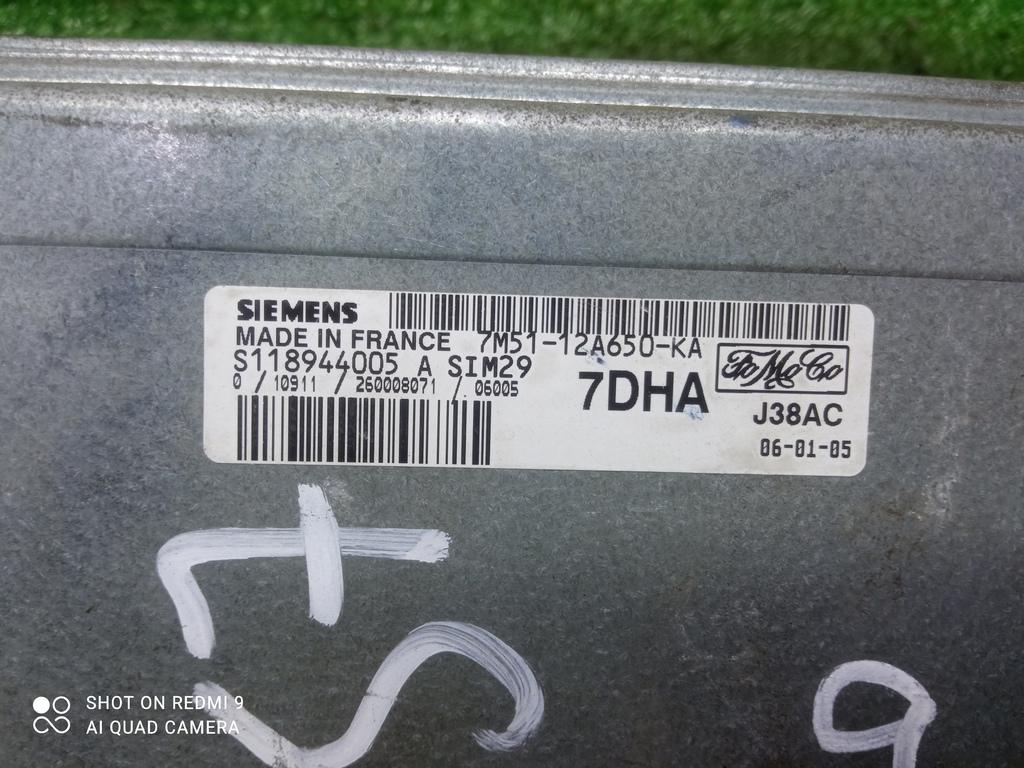 SIEMENS
MADE IN FRANCE 7M51-12A650-KA
S118944005 A SIM29
0 / 10911 / 260008071 / 06005
7DHA
FoMoCo
J38AC
06-01-05
SHOT ON REDMI 9
AI QUAD CAMERA